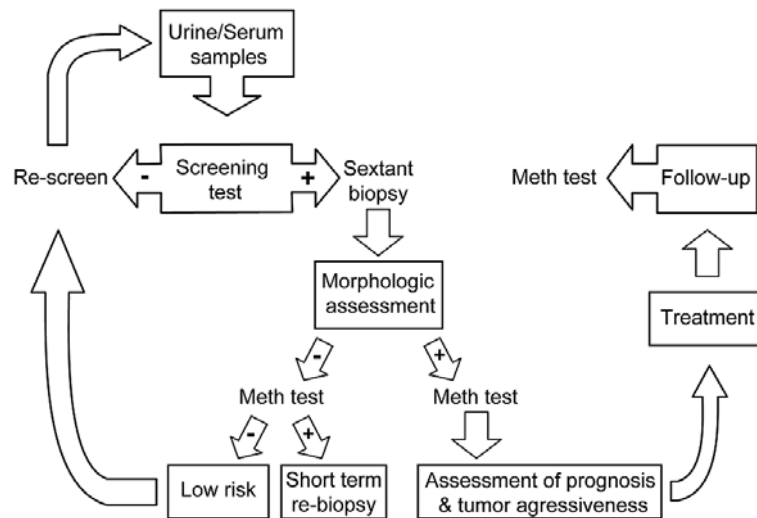 Urine/Serum
samples
Re-screen
-
Screening
test
+
Sextant
biopsy
Meth test
Follow-up
Morphologic
assessment
Treatment
-
+
Meth test
Meth test
-
+
Low risk
Short term
re-biopsy
Assessment of prognosis
& tumor agressiveness